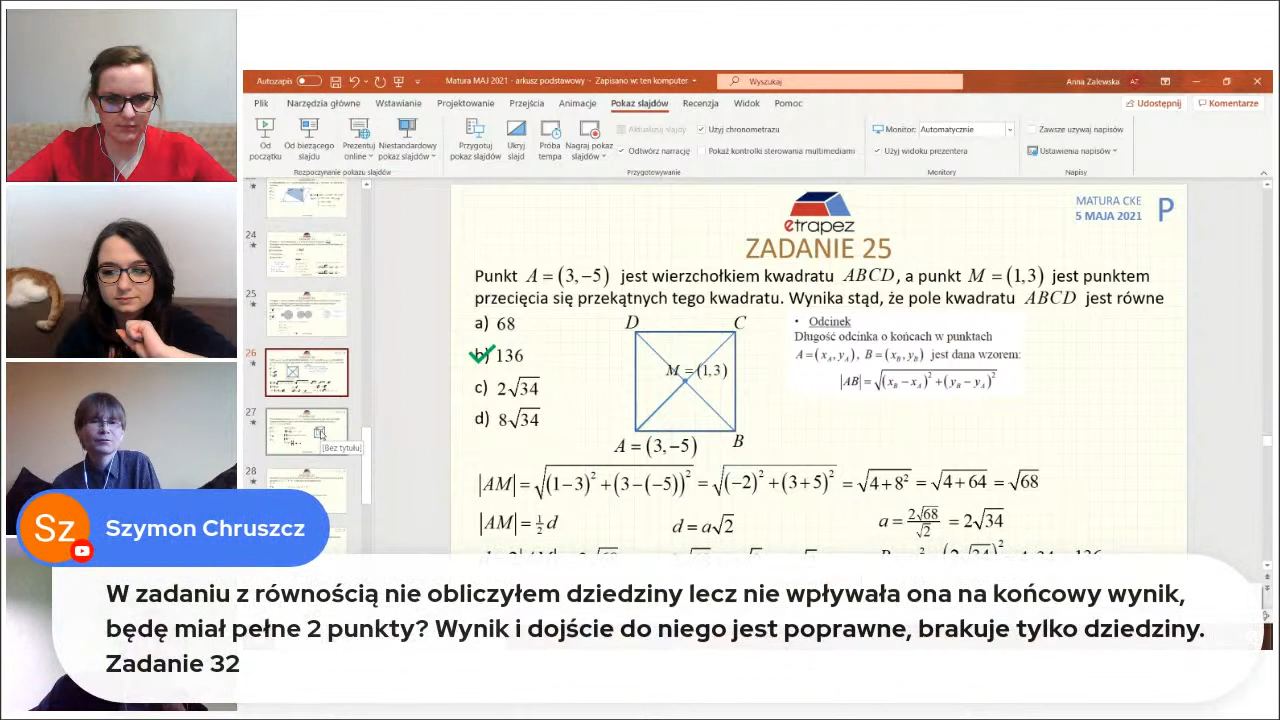 Autozapis
Matura MAJ 2021 - arkusz podstawowy - Zapisano w: ten komputer
Wyszukaj
Anna Zalewska
AZ
Plik
Narzędzia główne
Wstawianie
Projektowanie
Przejścia
Animacje
Pokaz slajdów
Recenzja
Widok
Pomoc
Udostępnij
Komentarze
Od początku
Od bieżącego slajdu
Prezentuj online
Niestandardowy pokaz slajdów
Rozpoczynanie pokazu slajdów
Przygotuj pokaz slajdów
Ukryj slajd
Próba tempa
Nagraj pokaz slajdów
Aktualizuj slajdy
Odtwórz narrację
Użyj chronometrażu
Pokaż kontrolki sterowania multimediami
Przygotowywanie
Monitor: Automatycznie
Użyj widoku prezentera
Monitory
Zawsze używaj napisów
Ustawienia napisów
Napisy
24
25
26
27
[Bez tytułu]
28
etrapez
MATURA CKE
5 MAJA 2021
P
ZADANIE 25
Punkt A = (3,−5) jest wierzchołkiem kwadratu ABCD, a punkt M = (1,3) jest punktem
przecięcia się przekątnych tego kwadratu. Wynika stąd, że pole kwadratu ABCD jest równe
a) 68
b) 136
c) 2√34
d) 8√34
D
C
M = (1,3)
A = (3,−5)
B
• Odcinek
Długość odcinka o końcach w punktach
A = (x_A, y_A), B = (x_B, y_B) jest dana wzorem:
|AB| = √((x_B − x_A)² + (y_B − y_A)²)
|AM| = √((1−3)² + (3−(−5))²) = √((−2)² + (3+5)²) = √(4+8²) = √(4+64) = √68
|AM| = ½d
d = a√2
a = 2√68/√2 = 2√34
Sz
Szymon Chruszcz
W zadaniu z równością nie obliczyłem dziedziny lecz nie wpływała ona na końcowy wynik,
będę miał pełne 2 punkty? Wynik i dojście do niego jest poprawne, brakuje tylko dziedziny.
Zadanie 32